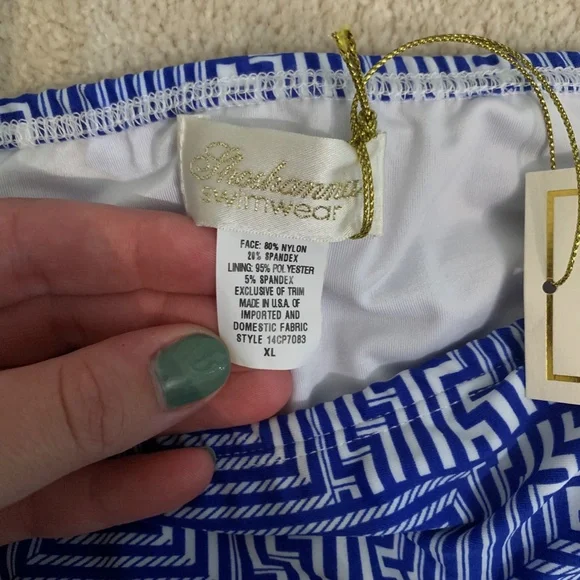 Shoshanna
swimwear
FACE: 80% NYLON
20% SPANDEX
LINING: 95% POLYESTER
5% SPANDEX
EXCLUSIVE OF TRIM
MADE IN U.S.A. OF
IMPORTED AND
DOMESTIC FABRIC
STYLE 14CP7083
XL